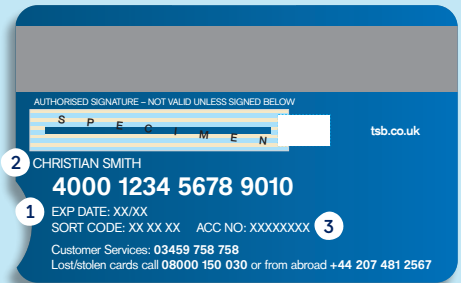 AUTHORISED SIGNATURE – NOT VALID UNLESS SIGNED BELOW
SPECIMEN
tsb.co.uk
2 CHRISTIAN SMITH
4000 1234 5678 9010
1 EXP DATE: XX/XX
SORT CODE: XX XX XX ACC NO: XXXXXXXX 3
Customer Services: 03459 758 758
Lost/stolen cards call 08000 150 030 or from abroad +44 207 481 2567